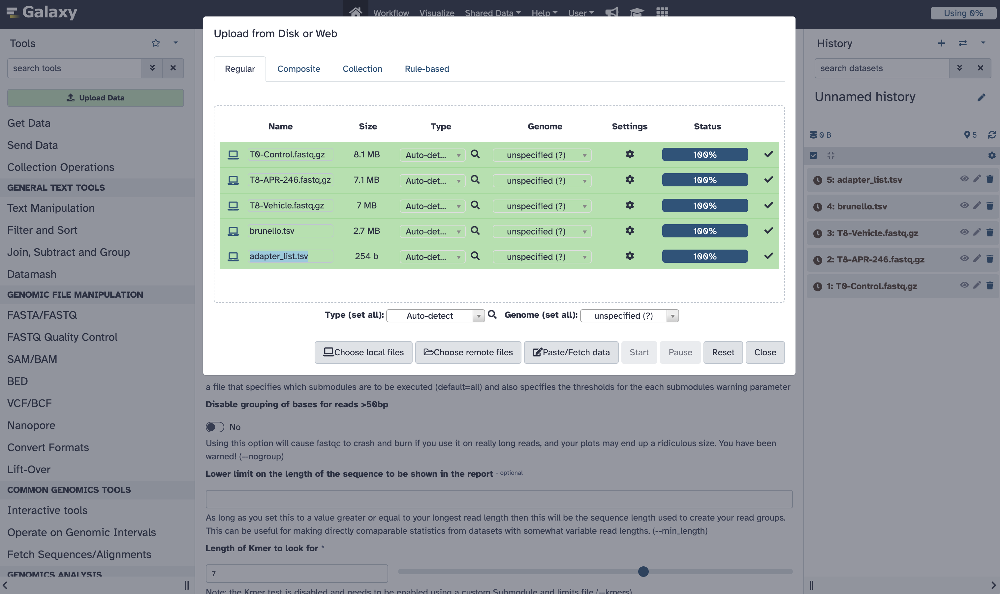 Galaxy
Workflow
Visualize
Shared Data
Help
User
Using 0%
Tools
search tools
Upload Data
Get Data
Send Data
Collection Operations
GENERAL TEXT TOOLS
Text Manipulation
Filter and Sort
Join, Subtract and Group
Datamash
GENOMIC FILE MANIPULATION
FASTA/FASTQ
FASTQ Quality Control
SAM/BAM
BED
VCF/BCF
Nanopore
Convert Formats
Lift-Over
COMMON GENOMICS TOOLS
Interactive tools
Operate on Genomic Intervals
Fetch Sequences/Alignments
GENOMICS ANALYSIS
Upload from Disk or Web
Regular Composite Collection Rule-based
Name Size Type Genome Settings Status
T0-Control.fastq.gz 8.1 MB Auto-det... unspecified (?) 100%
T8-APR-246.fastq.gz 7.1 MB Auto-det... unspecified (?) 100%
T8-Vehicle.fastq.gz 7 MB Auto-det... unspecified (?) 100%
brunello.tsv 2.7 MB Auto-det... unspecified (?) 100%
adapter_list.tsv 254 b Auto-det... unspecified (?) 100%
Type (set all): Auto-detect Genome (set all): unspecified (?)
Choose local files Choose remote files Paste/Fetch data Start Pause Reset Close
a file that specifies which submodules are to be executed (default=all) and also specifies the thresholds for the each submodules warning parameter
Disable grouping of bases for reads >50bp
No
Using this option will cause fastqc to crash and burn if you use it on really long reads, and your plots may end up a ridiculous size. You have been
warned! (--nogroup)
Lower limit on the length of the sequence to be shown in the report - optional
As long as you set this to a value greater or equal to your longest read length then this will be the sequence length used to create your read groups.
This can be useful for making directly comaparable statistics from datasets with somewhat variable read lengths. (--min_length)
Length of Kmer to look for *
7
Note: the Kmer test is disabled and needs to be enabled using a custom Submodule and limits file (--kmers)
History
search datasets
Unnamed history
0 B
5
5: adapter_list.tsv
4: brunello.tsv
3: T8-Vehicle.fastq.gz
2: T8-APR-246.fastq.gz
1: T0-Control.fastq.gz